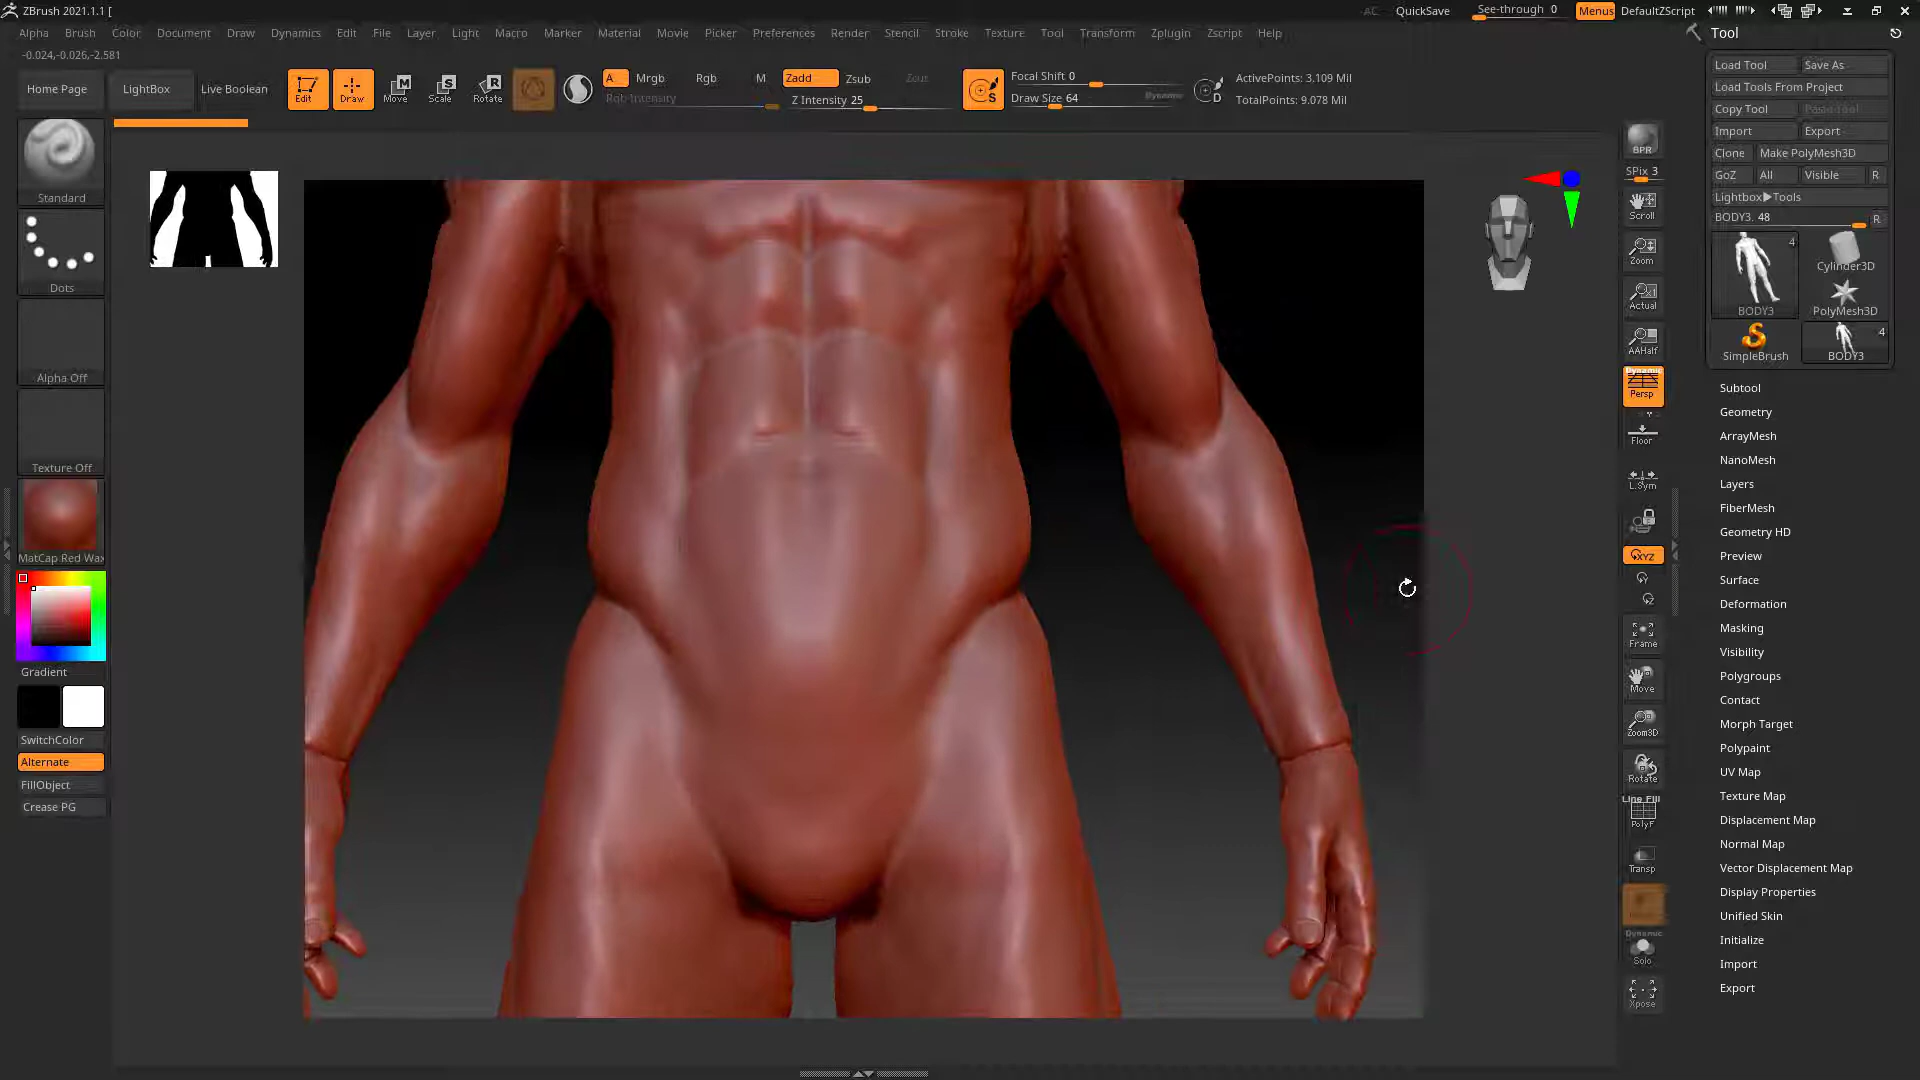 ZBrush 2021.1.1 [
AC QuickSave See-through 0 Menus DefaultZScript
Alpha Brush Color Document Draw Dynamics Edit File Layer Light Macro Marker Material Movie Picker Preferences Render Stencil Stroke Texture Tool Transform Zplugin Zscript Help
-0.024,-0.026,-2.581
Home Page LightBox Live Boolean
Edit Draw Move Scale Rotate
A Mrgb Rgb M
Rgb Intensity
Zadd Zsub Zcut
Z Intensity 25
S
Focal Shift 0
Draw Size 64 Dynamic
D
ActivePoints: 3.109 Mil
TotalPoints: 9.078 Mil
Standard
Dots
Alpha Off
Texture Off
MatCap Red Wax
Gradient
SwitchColor
Alternate
FillObject
Crease PG
BPR
SPix 3
Scroll
Zoom
Actual
AAHalf
Dynamic
Persp
Floor
L.Sym
XYZ
Frame
Move
Zoom3D
Rotate
Line Fill
PolyF
Transp
Dynamic
Solo
Xpose
Tool
Load Tool Save As
Load Tools From Project
Copy Tool Paste Tool
Import Export
Clone Make PolyMesh3D
GoZ All Visible R
Lightbox▶Tools
BODY3. 48 R
4
BODY3
Cylinder3D
PolyMesh3D
SimpleBrush
4
BODY3
Subtool
Geometry
ArrayMesh
NanoMesh
Layers
FiberMesh
Geometry HD
Preview
Surface
Deformation
Masking
Visibility
Polygroups
Contact
Morph Target
Polypaint
UV Map
Texture Map
Displacement Map
Normal Map
Vector Displacement Map
Display Properties
Unified Skin
Initialize
Import
Export